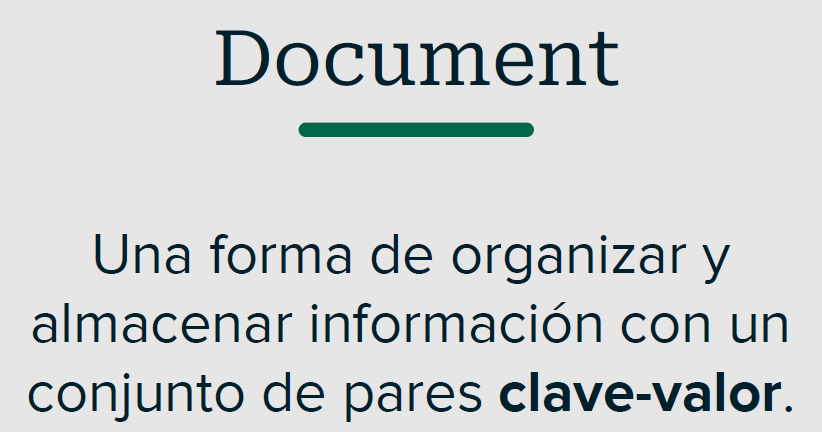 Document
Una forma de organizar y
almacenar información con un
conjunto de pares clave-valor.